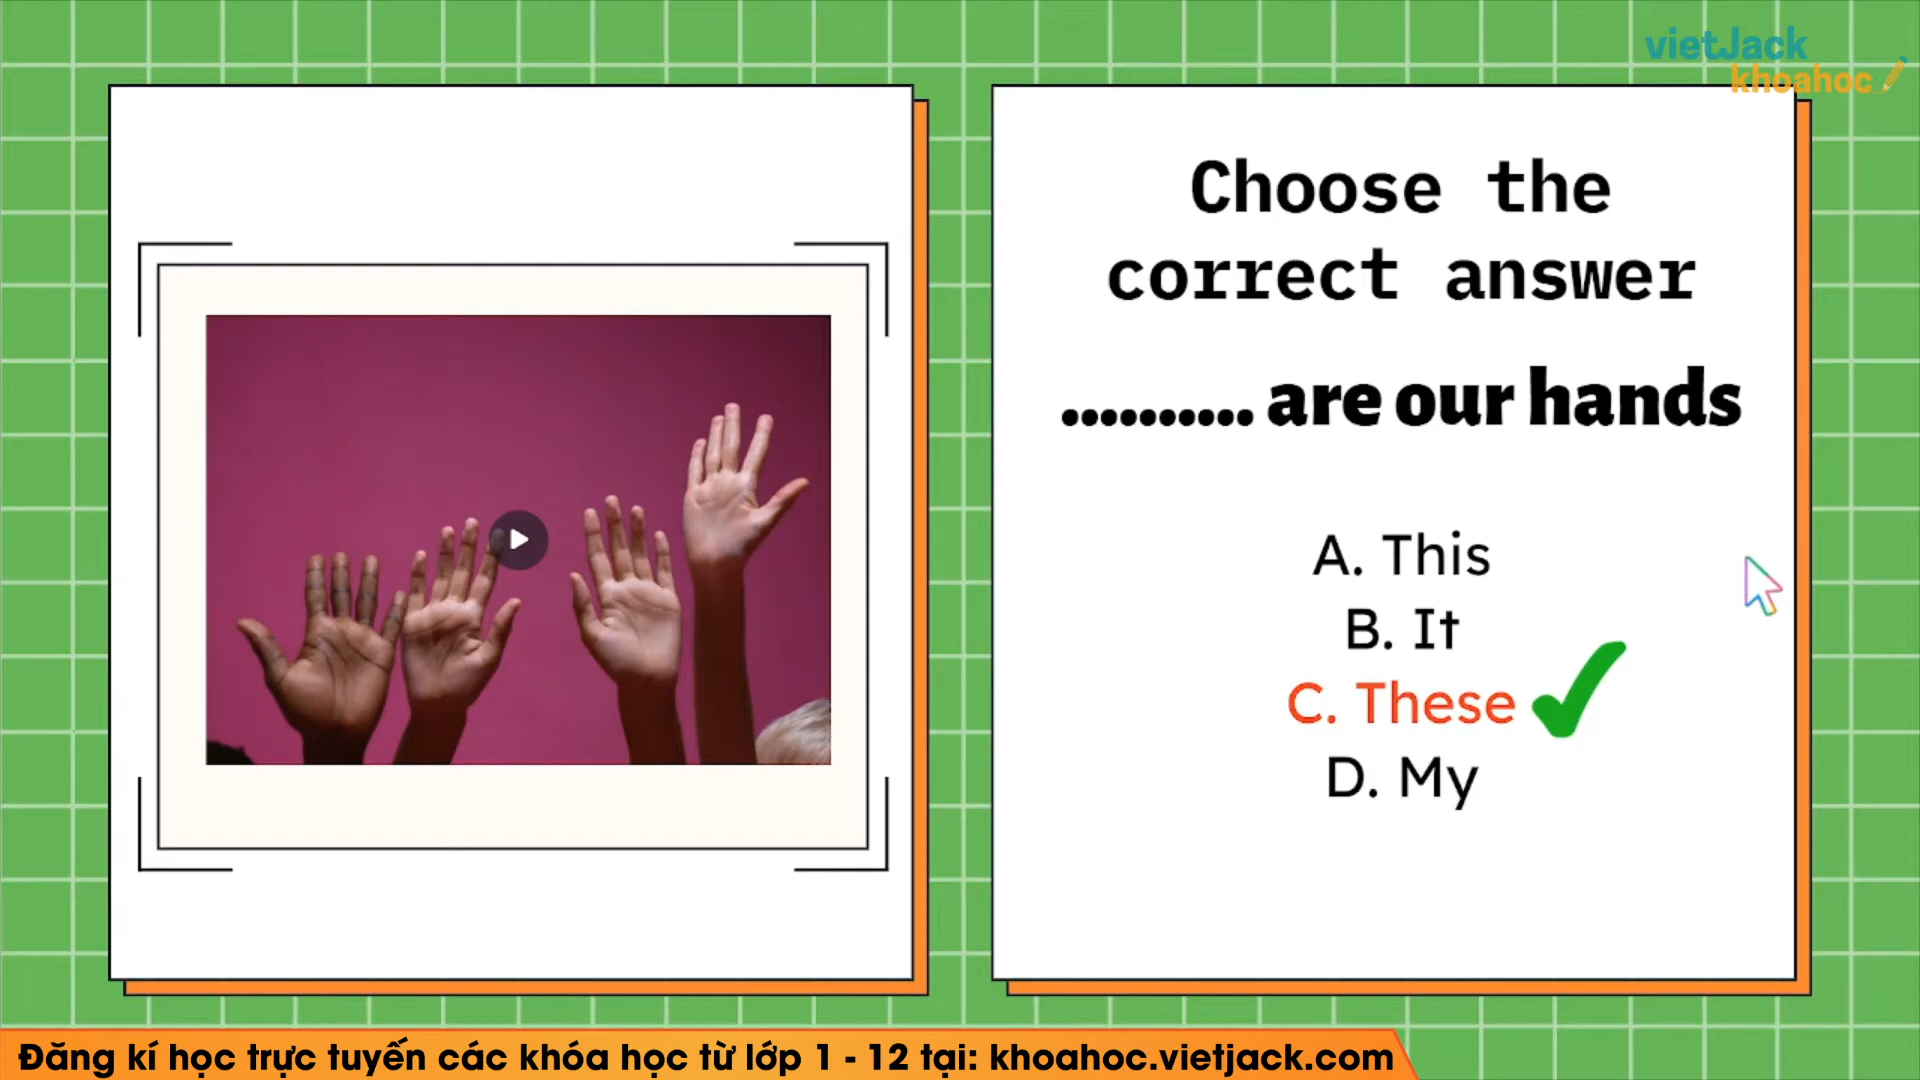 vietJack
khoahoc
Choose the
correct answer
.......... are our hands
A. This
B. It
C. These
D. My
Đăng kí học trực tuyến các khóa học từ lớp 1 - 12 tại: khoahoc.vietjack.com